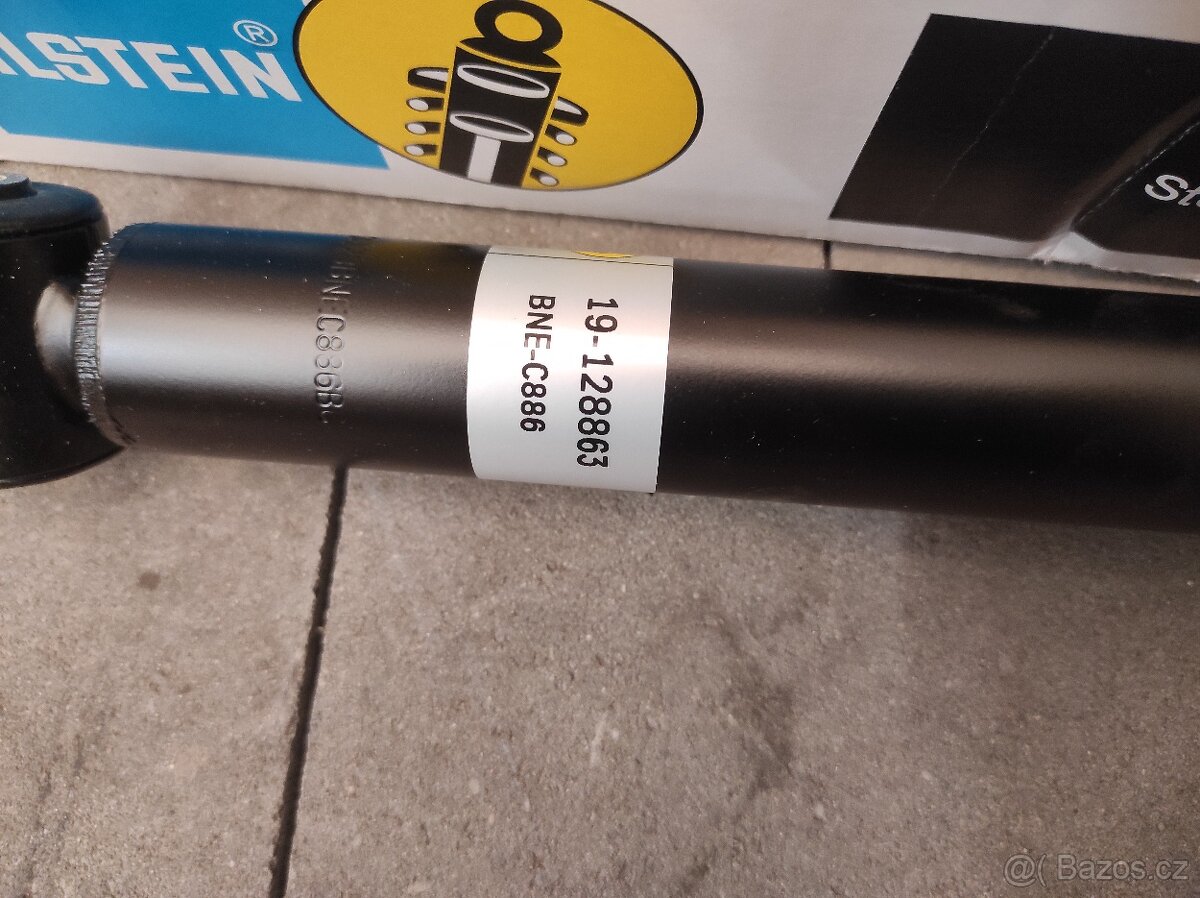 ILSTEIN®
19-128863
BNE-C886
@( Bazos.cz